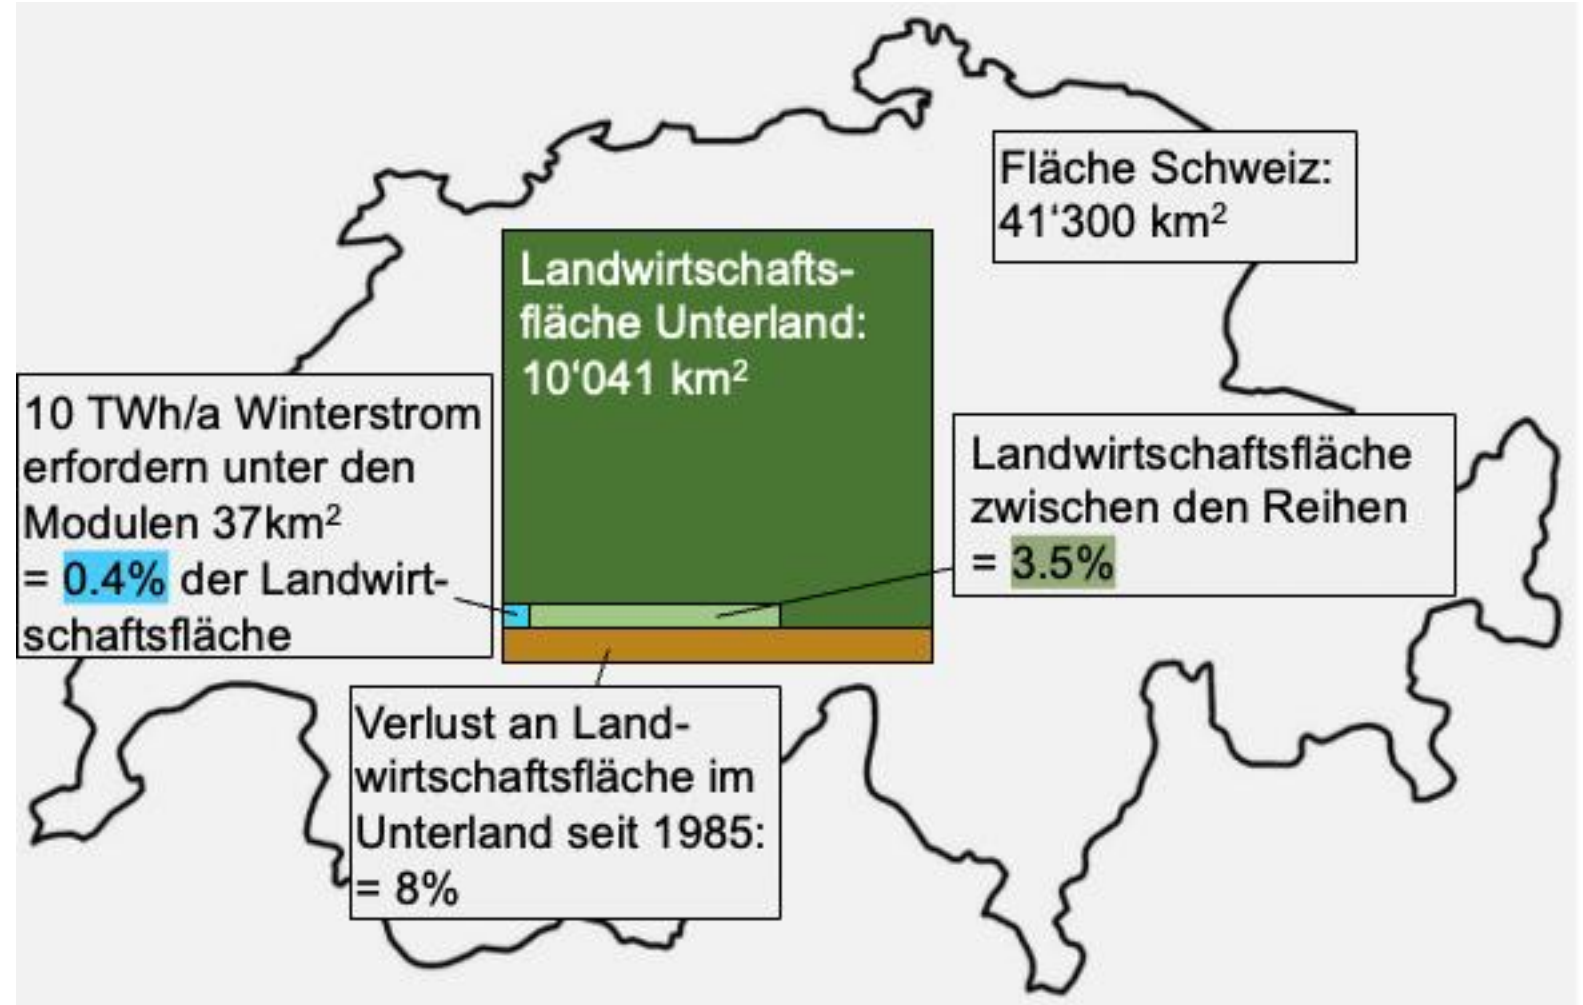 Fläche Schweiz:
41‘300 km²
Landwirtschafts-
fläche Unterland:
10‘041 km²
10 TWh/a Winterstrom
erfordern unter den
Modulen 37km²
= 0.4% der Landwirt-
schaftsfläche
Landwirtschaftsfläche
zwischen den Reihen
= 3.5%
Verlust an Land-
wirtschaftsfläche im
Unterland seit 1985:
= 8%